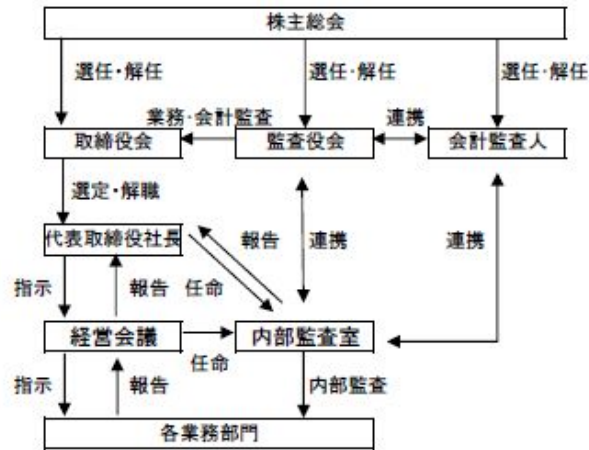 株主総会
選任・解任
選任・解任
選任・解任
業務・会計監査
連携
取締役会
監査役会
会計監査人
選定・解職
代表取締役社長
報告
連携
連携
指示
報告
任命
経営会議
内部監査室
任命
指示
報告
内部監査
各業務部門